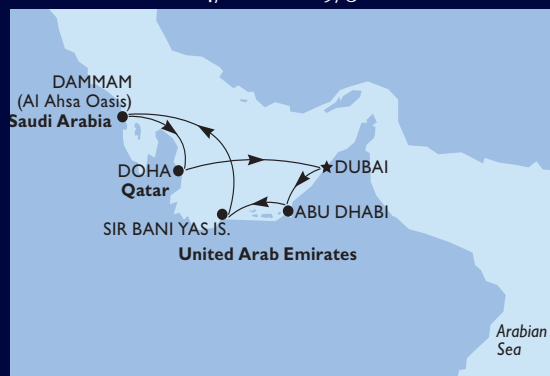 DAMMAM
(Al Ahsa Oasis)
Saudi Arabia
DOHA
Qatar
DUBAI
ABU DHABI
SIR BANI YAS IS.
United Arab Emirates
Arabian
Sea